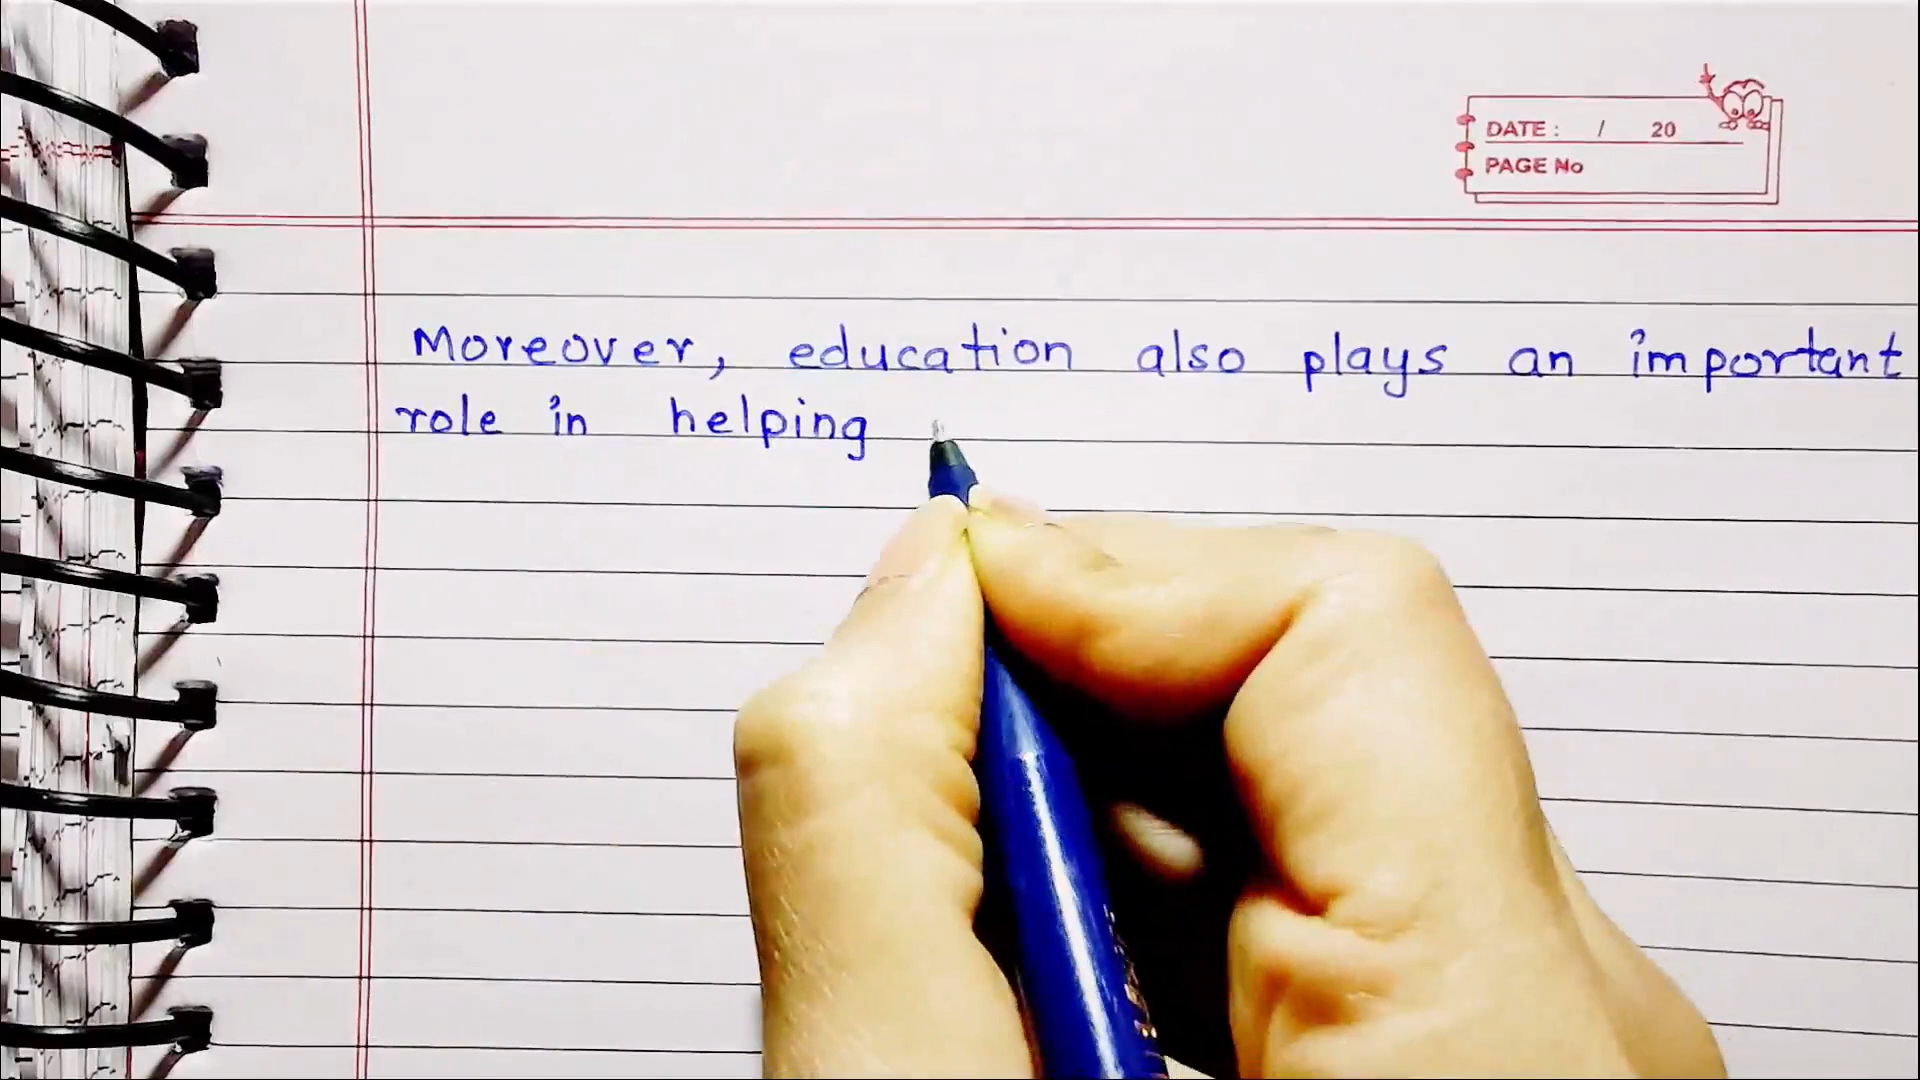 DATE : / 20
PAGE No
Moreover, education also plays an important
role in helping